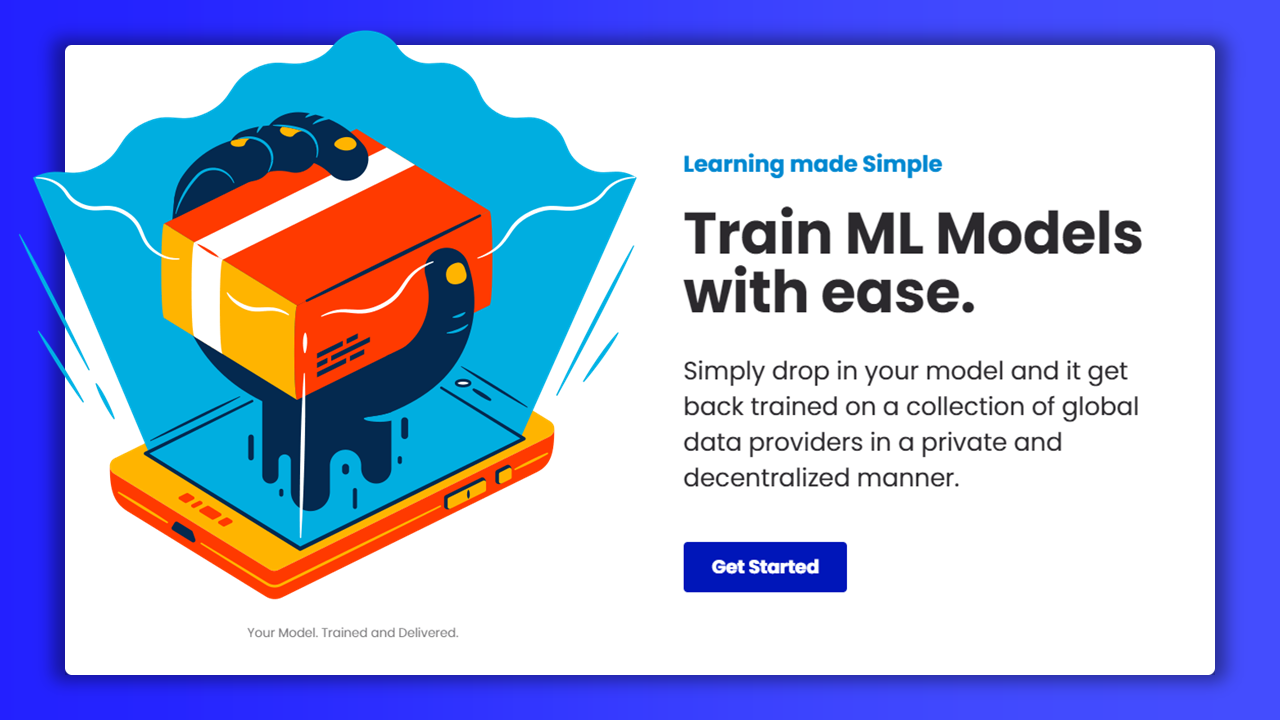 Learning made Simple
Train ML Models
with ease.
Simply drop in your model and it get
back trained on a collection of global
data providers in a private and
decentralized manner.
Get Started
Your Model. Trained and Delivered.